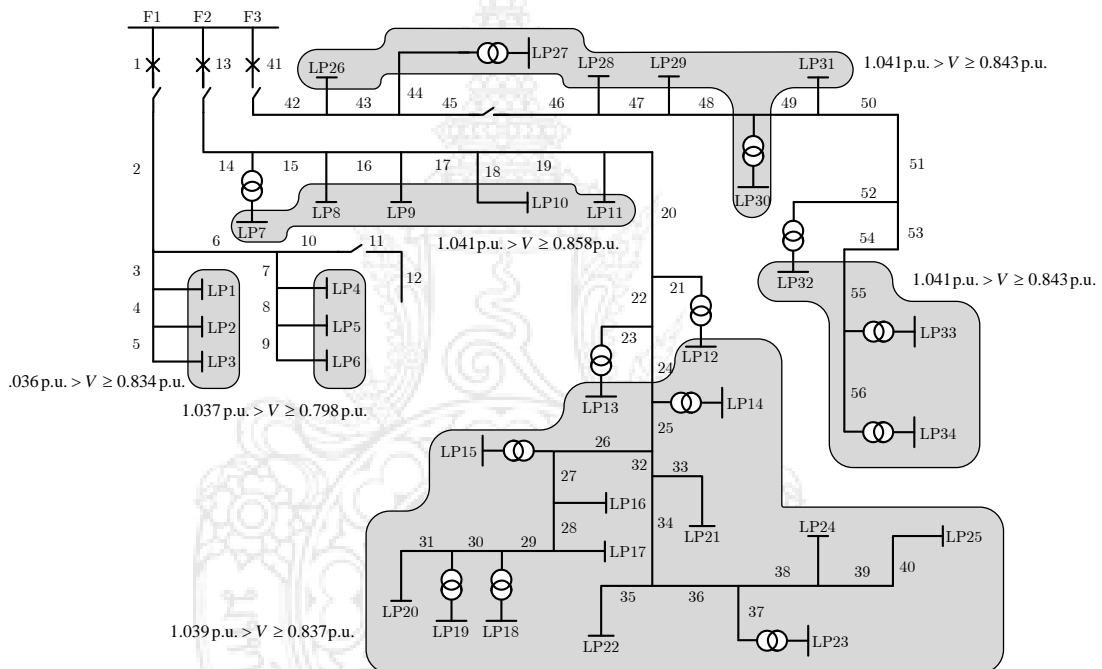 F1 F2 F3
1 13 41
LP26 LP27 LP28 LP29 LP31
1.041 p.u. > V ≥ 0.843 p.u.
42 43 44 45 46 47 48 49 50
2 14 15 16 17 18 19 51
LP30
52
LP7 LP8 LP9 LP10 LP11
20 53
6 10 11 1.041 p.u. > V ≥ 0.858 p.u. 54
3 7 12 21 LP32 1.041 p.u. > V ≥ 0.843 p.u.
LP1 LP4 55
4 8 22
LP2 LP5 23 LP33
5 9 LP12
LP3 LP6 24
.036 p.u. > V ≥ 0.834 p.u.
LP13 LP14 56
1.037 p.u. > V ≥ 0.798 p.u.
25 LP34
LP15 26
27 32 33
LP16
28 34 LP21 LP24 LP25
31 30 29 LP17
38 39 40
35 36
LP20 37
LP19 LP18
1.039 p.u. > V ≥ 0.837 p.u.
LP22 LP23